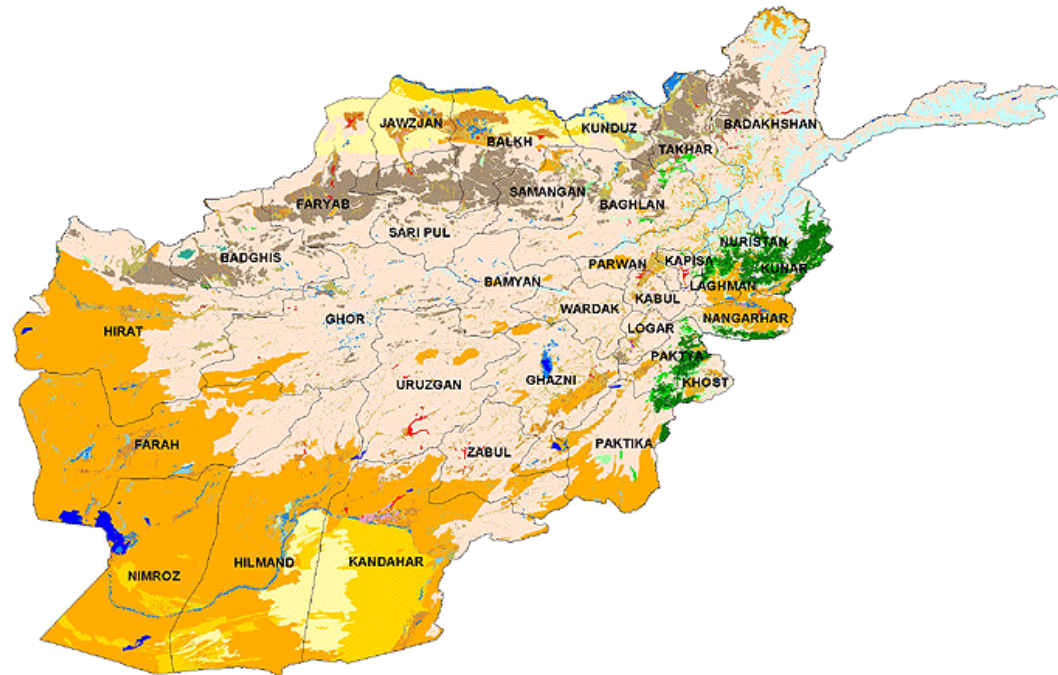 JAWZJAN
BALKH
KUNDUZ
BADAKHSHAN
TAKHAR
SAMANGAN
FARYAB
BAGHLAN
SARI PUL
NURISTAN
BADGHIS
PARWAN
KAPISA
KUNAR
BAMYAN
LAGHMAN
KABUL
WARDAK
GHOR
NANGARHAR
HIRAT
LOGAR
PAKTYA
URUZGAN
GHAZNI
KHOST
FARAH
PAKTIKA
ZABUL
HILMAND
KANDAHAR
NIMROZ